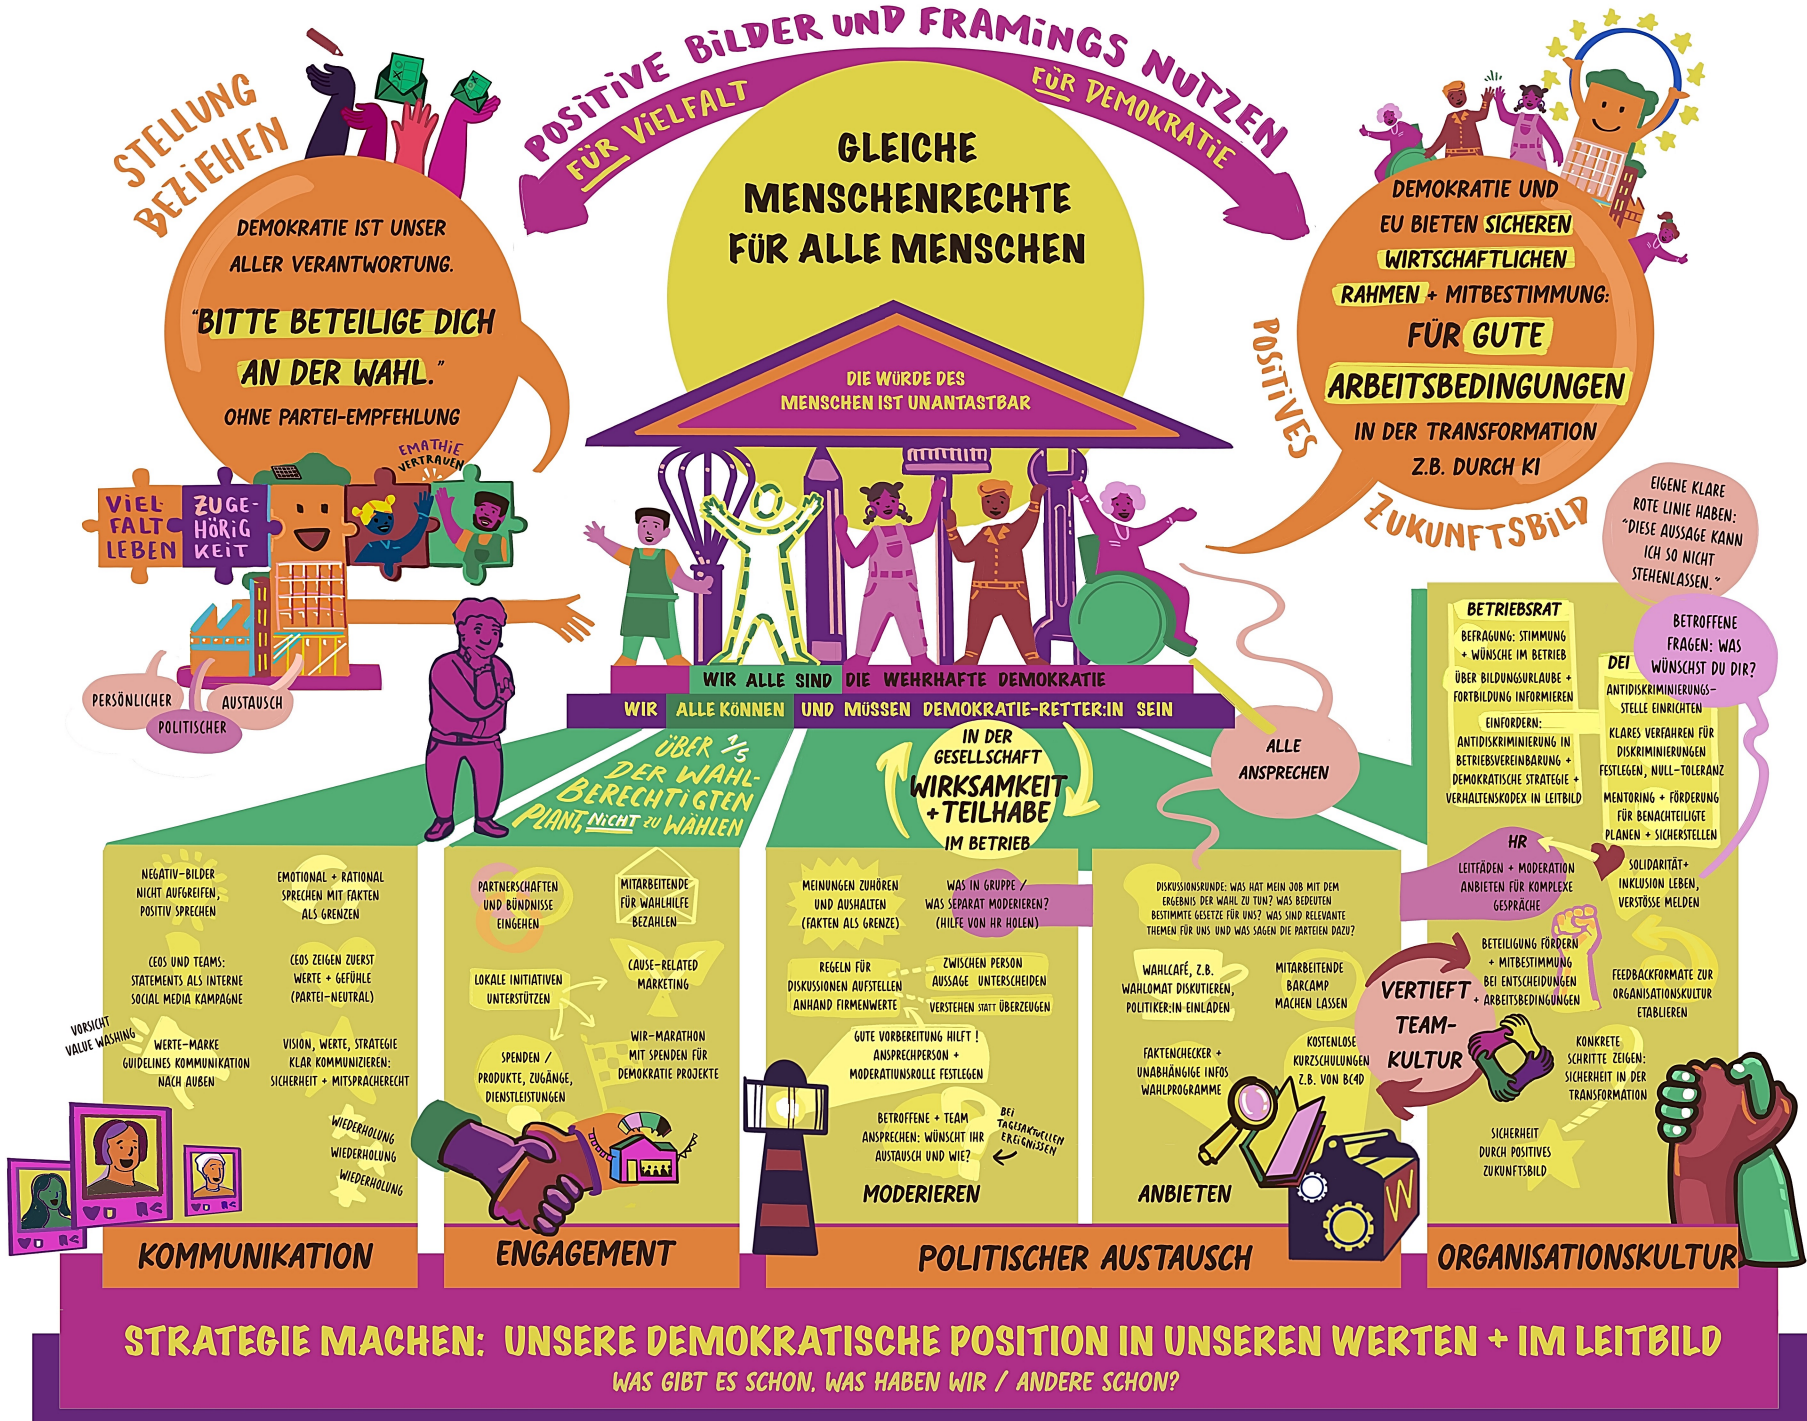 POSITIVE BILDER UND FRAMINGS NUTZEN
FÜR VIELFALT
FÜR DEMOKRATIE
GLEICHE
MENSCHENRECHTE
FÜR ALLE MENSCHEN
STELLUNG
BEZIEHEN
DEMOKRATIE IST UNSER
ALLER VERANTWORTUNG.
"BITTE BETEILIGE DICH
AN DER WAHL."
OHNE PARTEI-EMPFEHLUNG
EMATHIE
VERTRAUEN
VIEL-
FALT
LEBEN
ZUGE-
HÖRIG
KEIT
PERSÖNLICHER
POLITISCHER
AUSTAUSCH
DEMOKRATIE UND
EU BIETEN SICHEREN
WIRTSCHAFTLICHEN
RAHMEN + MITBESTIMMUNG:
FÜR GUTE
ARBEITSBEDINGUNGEN
IN DER TRANSFORMATION
Z.B. DURCH KI
POSITIVES
ZUKUNFTSBILD
DIE WÜRDE DES
MENSCHEN IST UNANTASTBAR
WIR ALLE SIND DIE WEHRHAFTE DEMOKRATIE
WIR ALLE KÖNNEN UND MÜSSEN DEMOKRATIE-RETTER:IN SEIN
ÜBER 1/5
DER WAHL-
BERECHTIGTEN
PLANT, NICHT ZU WÄHLEN
IN DER
GESELLSCHAFT
WIRKSAMKEIT
+ TEILHABE
IM BETRIEB
ALLE
ANSPRECHEN
EIGENE KLARE
ROTE LINIE HABEN:
"DIESE AUSSAGE KANN
ICH SO NICHT
STEHENLASSEN."
BETROFFENE
FRAGEN: WAS
WÜNSCHST DU DIR?
NEGATIV-BILDER
NICHT AUFGREIFEN,
POSITIV SPRECHEN
EMOTIONAL + RATIONAL
SPRECHEN MIT FAKTEN
ALS GRENZEN
CEOS UND TEAMS:
STATEMENTS ALS INTERNE
SOCIAL MEDIA KAMPAGNE
CEOS ZEIGEN ZUERST
WERTE + GEFÜHLE
(PARTEI-NEUTRAL)
VORSICHT
VALUE WASHING
WERTE-MARKE
GUIDELINES KOMMUNIKATION
NACH AUßEN
VISION, WERTE, STRATEGIE
KLAR KOMMUNIZIEREN:
SICHERHEIT + MITSPRACHERECHT
WIEDERHOLUNG
WIEDERHOLUNG
WIEDERHOLUNG
KOMMUNIKATION
PARTNERSCHAFTEN
UND BÜNDNISSE
EINGEHEN
MITARBEITENDE
FÜR WAHLHILFE
BEZAHLEN
LOKALE INITIATIVEN
UNTERSTÜTZEN
CAUSE-RELATED
MARKETING
SPENDEN /
PRODUKTE, ZUGÄNGE,
DIENSTLEISTUNGEN
WIR-MARATHON
MIT SPENDEN FÜR
DEMOKRATIE PROJEKTE
ENGAGEMENT
MEINUNGEN ZUHÖREN
UND AUSHALTEN
(FAKTEN ALS GRENZE)
WAS IN GRUPPE /
WAS SEPARAT MODERIEREN?
(HILFE VON HR HOLEN)
REGELN FÜR
DISKUSSIONEN AUFSTELLEN
ANHAND FIRMENWERTE
ZWISCHEN PERSON
AUSSAGE UNTERSCHEIDEN
VERSTEHEN STATT ÜBERZEUGEN
GUTE VORBEREITUNG HILFT !
ANSPRECHPERSON +
MODERATIUNSROLLE FESTLEGEN
BETROFFENE + TEAM
ANSPRECHEN: WÜNSCHT IHR
AUSTAUSCH UND WIE?
BEI
TAGESAKTUELLEN
EREIGNISSEN
MODERIEREN
DISKUSSIONSRUNDE: WAS HAT MEIN JOB MIT DEM
ERGEBNIS DER WAHL ZU TUN? WAS BEDEUTEN
BESTIMMTE GESETZE FÜR UNS? WAS SIND RELEVANTE
THEMEN FÜR UNS UND WAS SAGEN DIE PARTEIEN DAZU?
WAHLCAFÉ, Z.B.
WAHLOMAT DISKUTIEREN,
POLITIKER:IN EINLADEN
MITARBEITENDE
BARCAMP
MACHEN LASSEN
FAKTENCHECKER +
UNABHÄNGIGE INFOS
WAHLPROGRAMME
KOSTENLOSE
KURZSCHULUNGEN
Z.B. VON BC4D
ANBIETEN
W
POLITISCHER AUSTAUSCH
BETRIEBSRAT
BEFRAGUNG: STIMMUNG
+ WÜNSCHE IM BETRIEB
ÜBER BILDUNGSURLAUBE +
FORTBILDUNG INFORMIEREN
EINFORDERN:
ANTIDISKRIMINIERUNG IN
BETRIEBSVEREINBARUNG +
DEMOKRATISCHE STRATEGIE +
VERHALTENSKODEX IN LEITBILD
DEI
ANTIDISKRIMINIERUNGS-
STELLE EINRICHTEN
KLARES VERFAHREN FÜR
DISKRIMINIERUNGEN
FESTLEGEN, NULL-TOLERANZ
MENTORING + FÖRDERUNG
FÜR BENACHTEILIGTE
PLANEN + SICHERSTELLEN
HR
LEITFÄDEN + MODERATION
ANBIETEN FÜR KOMPLEXE
GESPRÄCHE
SOLIDARITÄT+
INKLUSION LEBEN,
VERSTÖSSE MELDEN
BETEILIGUNG FÖRDERN
+ MITBESTIMMUNG
BEI ENTSCHEIDUNGEN
+ ARBEITSBEDINGUNGEN
FEEDBACKFORMATE ZUR
ORGANISATIONSKULTUR
ETABLIEREN
VERTIEFT
TEAM-
KULTUR
KONKRETE
SCHRITTE ZEIGEN:
SICHERHEIT IN DER
TRANSFORMATION
SICHERHEIT
DURCH POSITIVES
ZUKUNFTSBILD
ORGANISATIONSKULTUR
STRATEGIE MACHEN: UNSERE DEMOKRATISCHE POSITION IN UNSEREN WERTEN + IM LEITBILD
WAS GIBT ES SCHON, WAS HABEN WIR / ANDERE SCHON?